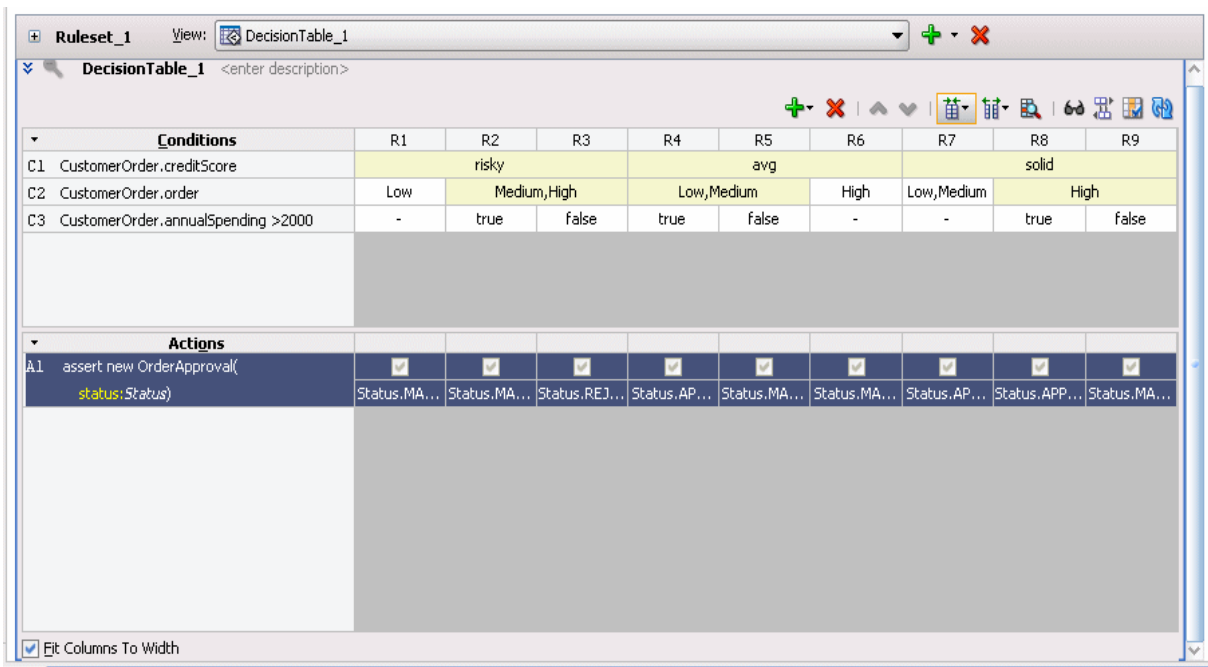 Ruleset_1 View: DecisionTable_1
DecisionTable_1 <enter description>
Conditions R1 R2 R3 R4 R5 R6 R7 R8 R9
C1 CustomerOrder.creditScore risky avg solid
C2 CustomerOrder.order Low Medium,High Low,Medium High Low,Medium High
C3 CustomerOrder.annualSpending >2000 - true false true false - - true false
Actions
A1 assert new OrderApproval(
status:Status) Status.MA... Status.MA... Status.REJ... Status.AP... Status.MA... Status.MA... Status.AP... Status.APP... Status.MA...
Fit Columns To Width